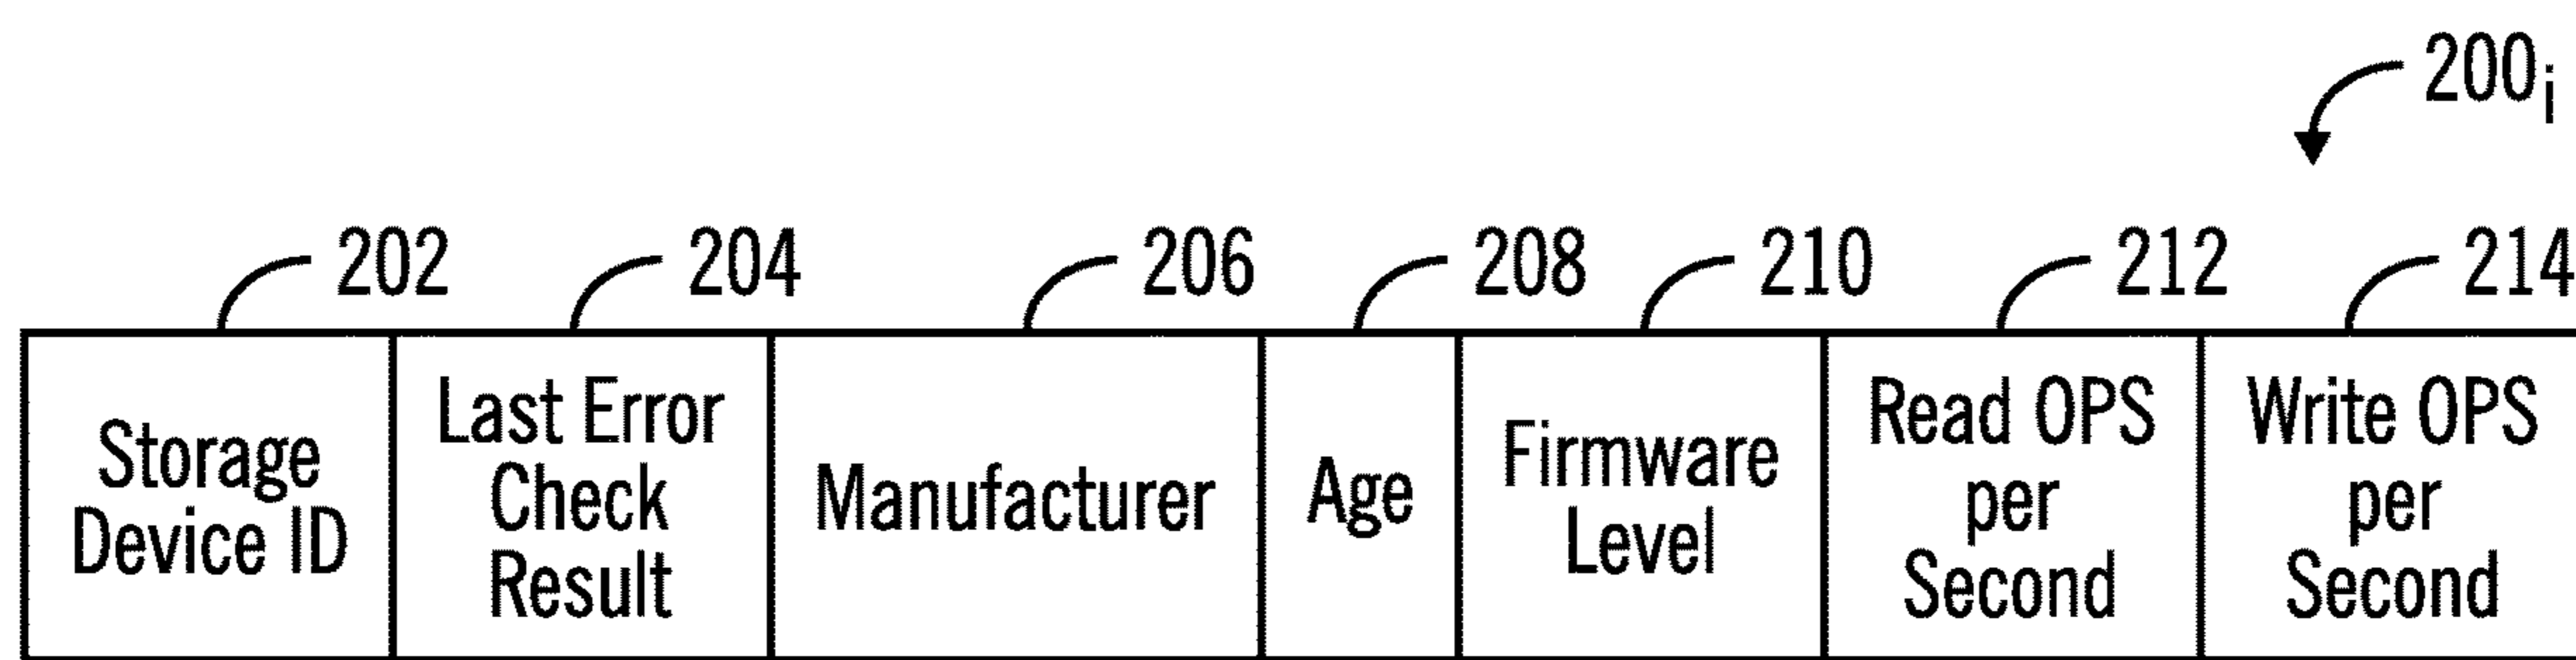 200i
202 204 206 208 210 212 214
Storage
Device ID
Last Error
Check
Result
Manufacturer
Age
Firmware
Level
Read OPS
per
Second
Write OPS
per
Second